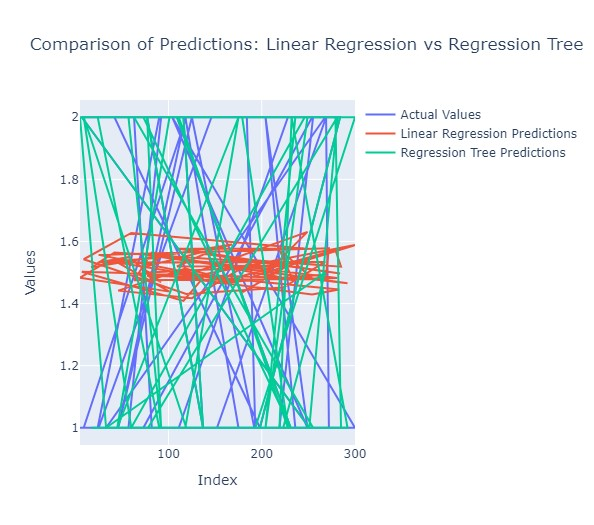 Comparison of Predictions: Linear Regression vs Regression Tree
Actual Values
Linear Regression Predictions
Regression Tree Predictions
2
1.8
1.6
1.4
1.2
1
Values
100
200
300
Index